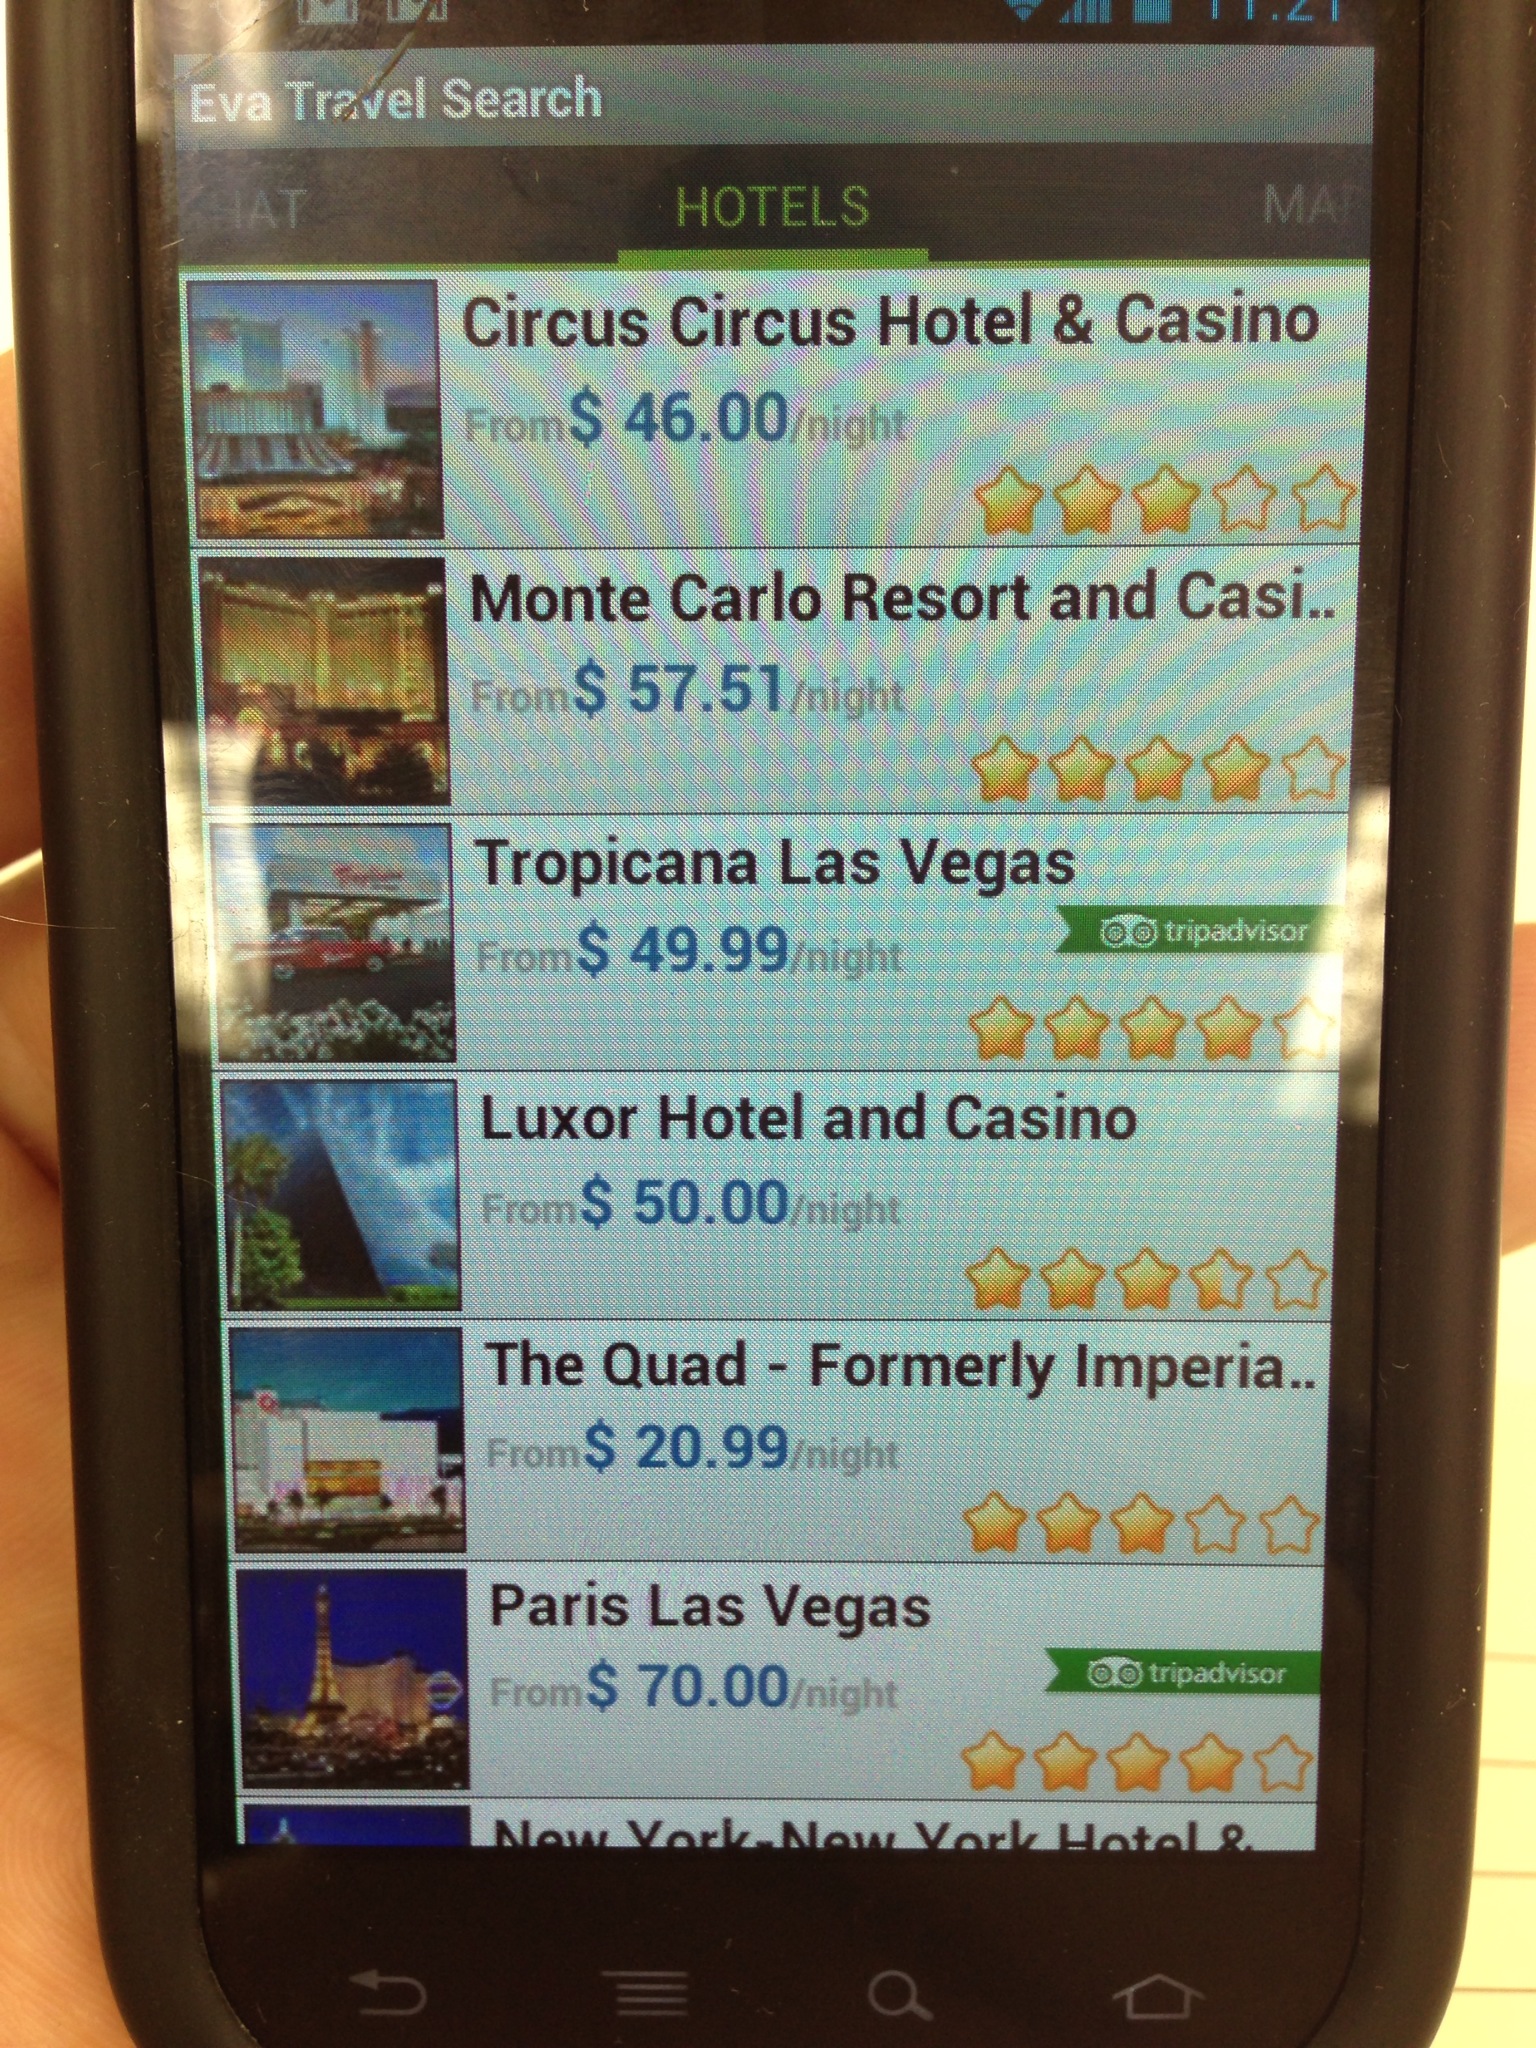 11:21
Eva Travel Search
HOTELS
Circus Circus Hotel & Casino
From $ 46.00/night
Monte Carlo Resort and Casi..
From $ 57.51/night
Tropicana Las Vegas
tripadvisor
From $ 49.99/night
Luxor Hotel and Casino
From $ 50.00/night
The Quad - Formerly Imperia..
From $ 20.99/night
Paris Las Vegas
tripadvisor
From $ 70.00/night
New York-New York Hotel &